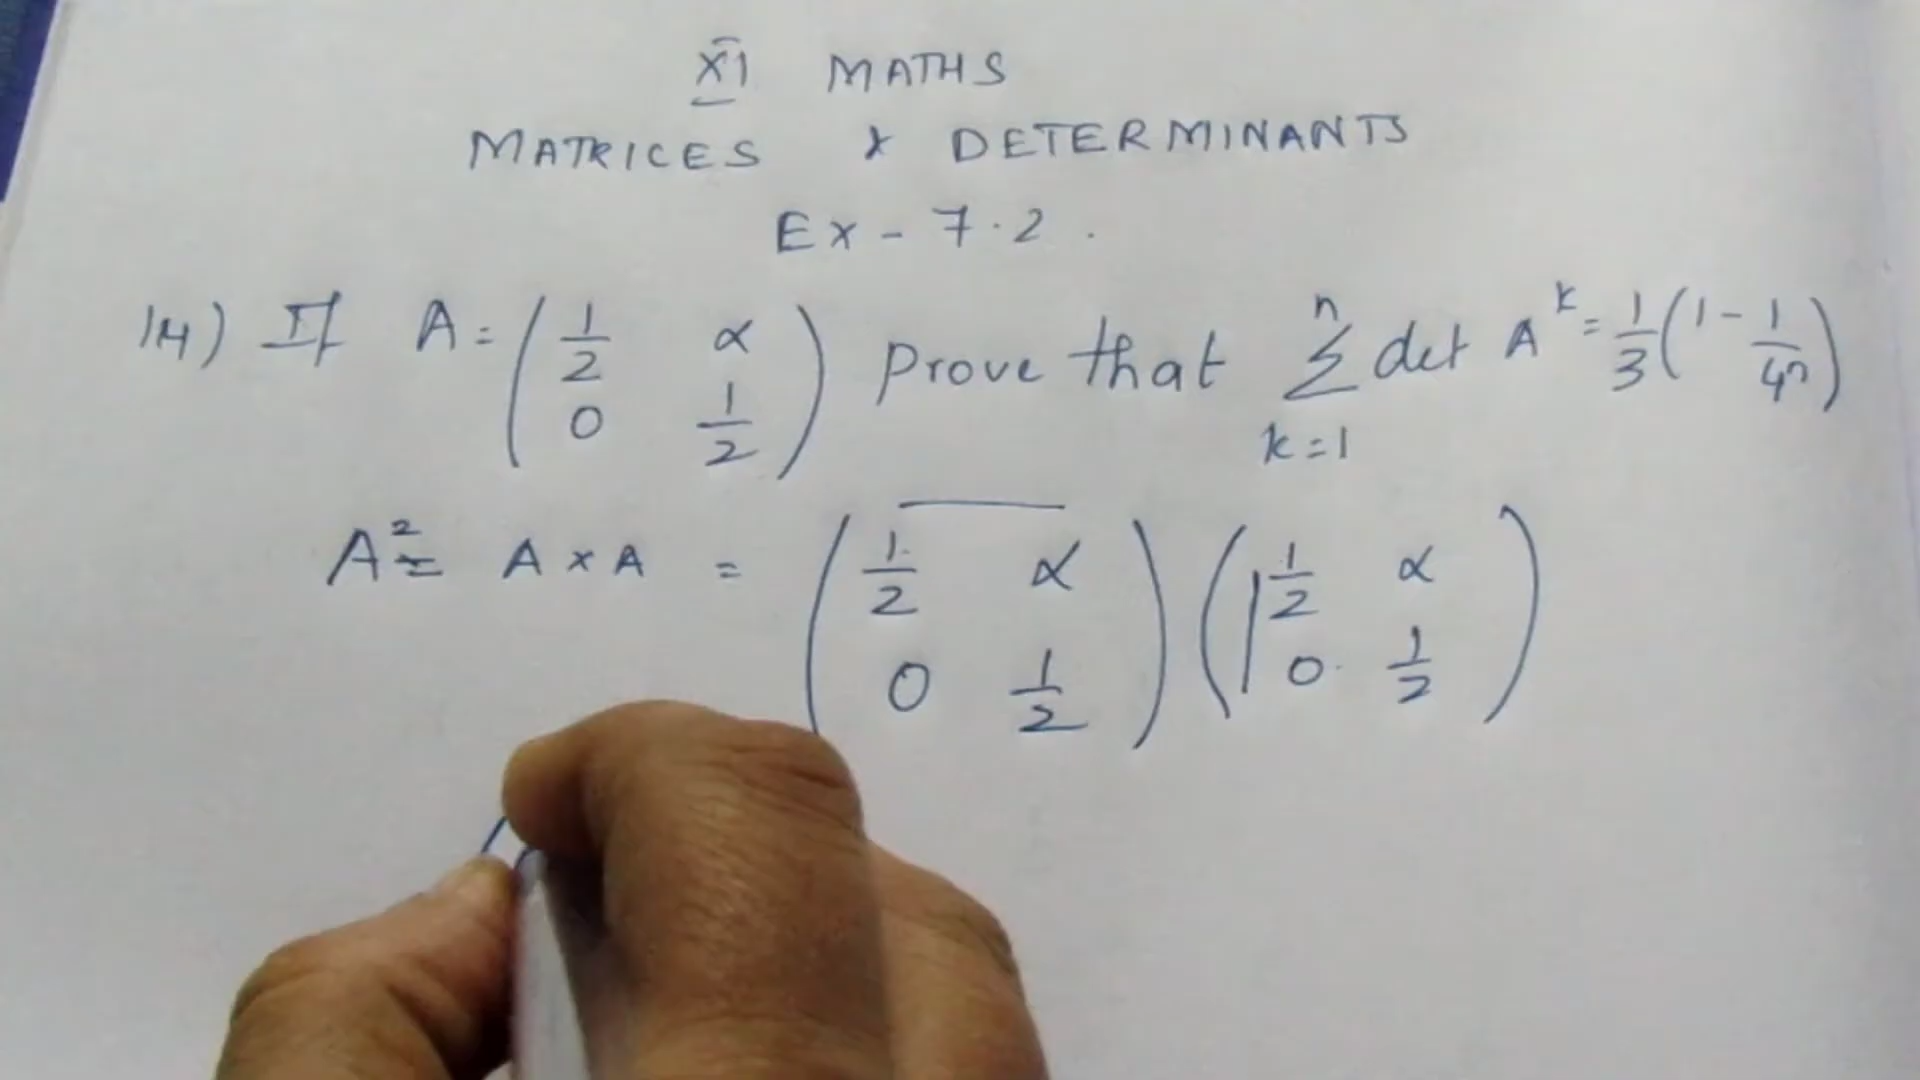 XI MATHS
MATRICES & DETERMINANTS
Ex - 7.2 .
14) If A = ( 1/2 α 0 1/2 ) prove that n Σ k = 1 det A^k = 1/3 ( 1 - 1/4^n )
A^2 = A × A = ( 1/2 α 0 1/2 ) ( 1/2 α 0 1/2 )